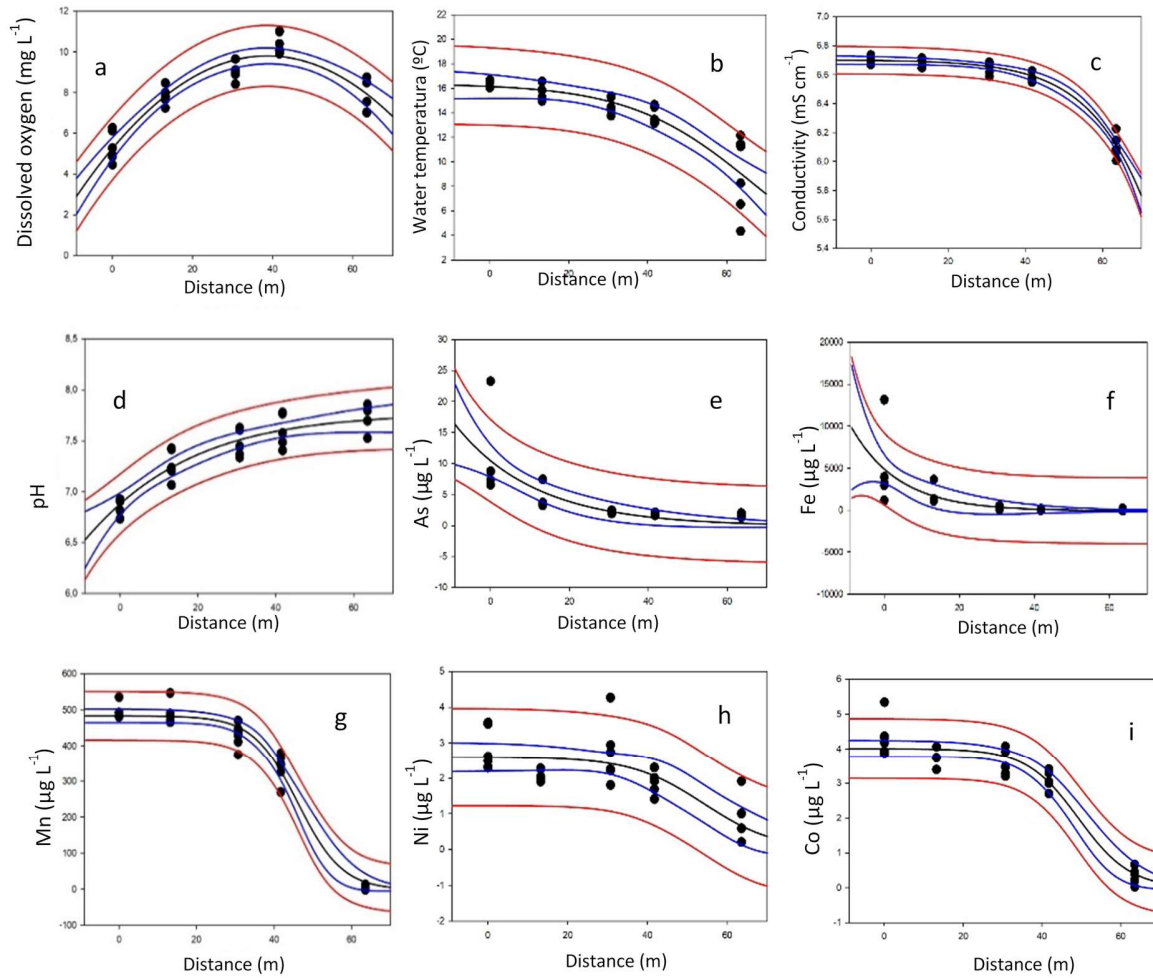 Dissolved oxygen (mg L⁻¹)
12
10
8
6
4
2
0
a
0 20 40 60
Distance (m)
Water temperatura (ºC)
22
20
18
16
14
12
10
8
6
4
2
0
b
0 20 40 60
Distance (m)
Conductivity (mS cm⁻¹)
7,0
6,8
6,6
6,4
6,2
6,0
5,8
5,6
5,4
c
0 20 40 60
Distance (m)
pH
8,5
8,0
7,5
7,0
6,5
6,0
d
0 20 40 60
Distance (m)
As (µg L⁻¹)
30
25
20
15
10
5
0
-5
-10
e
0 20 40 60
Distance (m)
Fe (µg L⁻¹)
20000
15000
10000
5000
0
-5000
-10000
f
0 20 40 60
Distance (m)
Mn (µg L⁻¹)
600
500
400
300
200
100
0
-100
g
0 20 40 60
Distance (m)
Ni (µg L⁻¹)
5
4
3
2
1
0
-1
-2
h
0 20 40 60
Distance (m)
Co (µg L⁻¹)
6
5
4
3
2
1
0
-1
i
0 20 40 60
Distance (m)